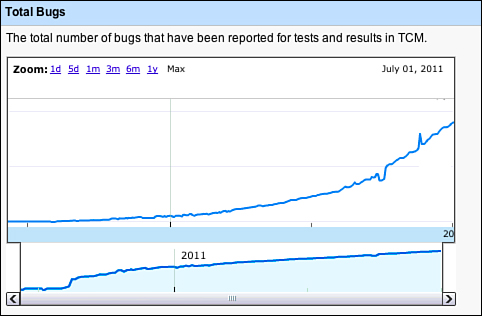 Total Bugs
The total number of bugs that have been reported for tests and results in TCM.
Zoom: 1d 5d 1m 3m 6m 1y Max July 01, 2011
20
2011